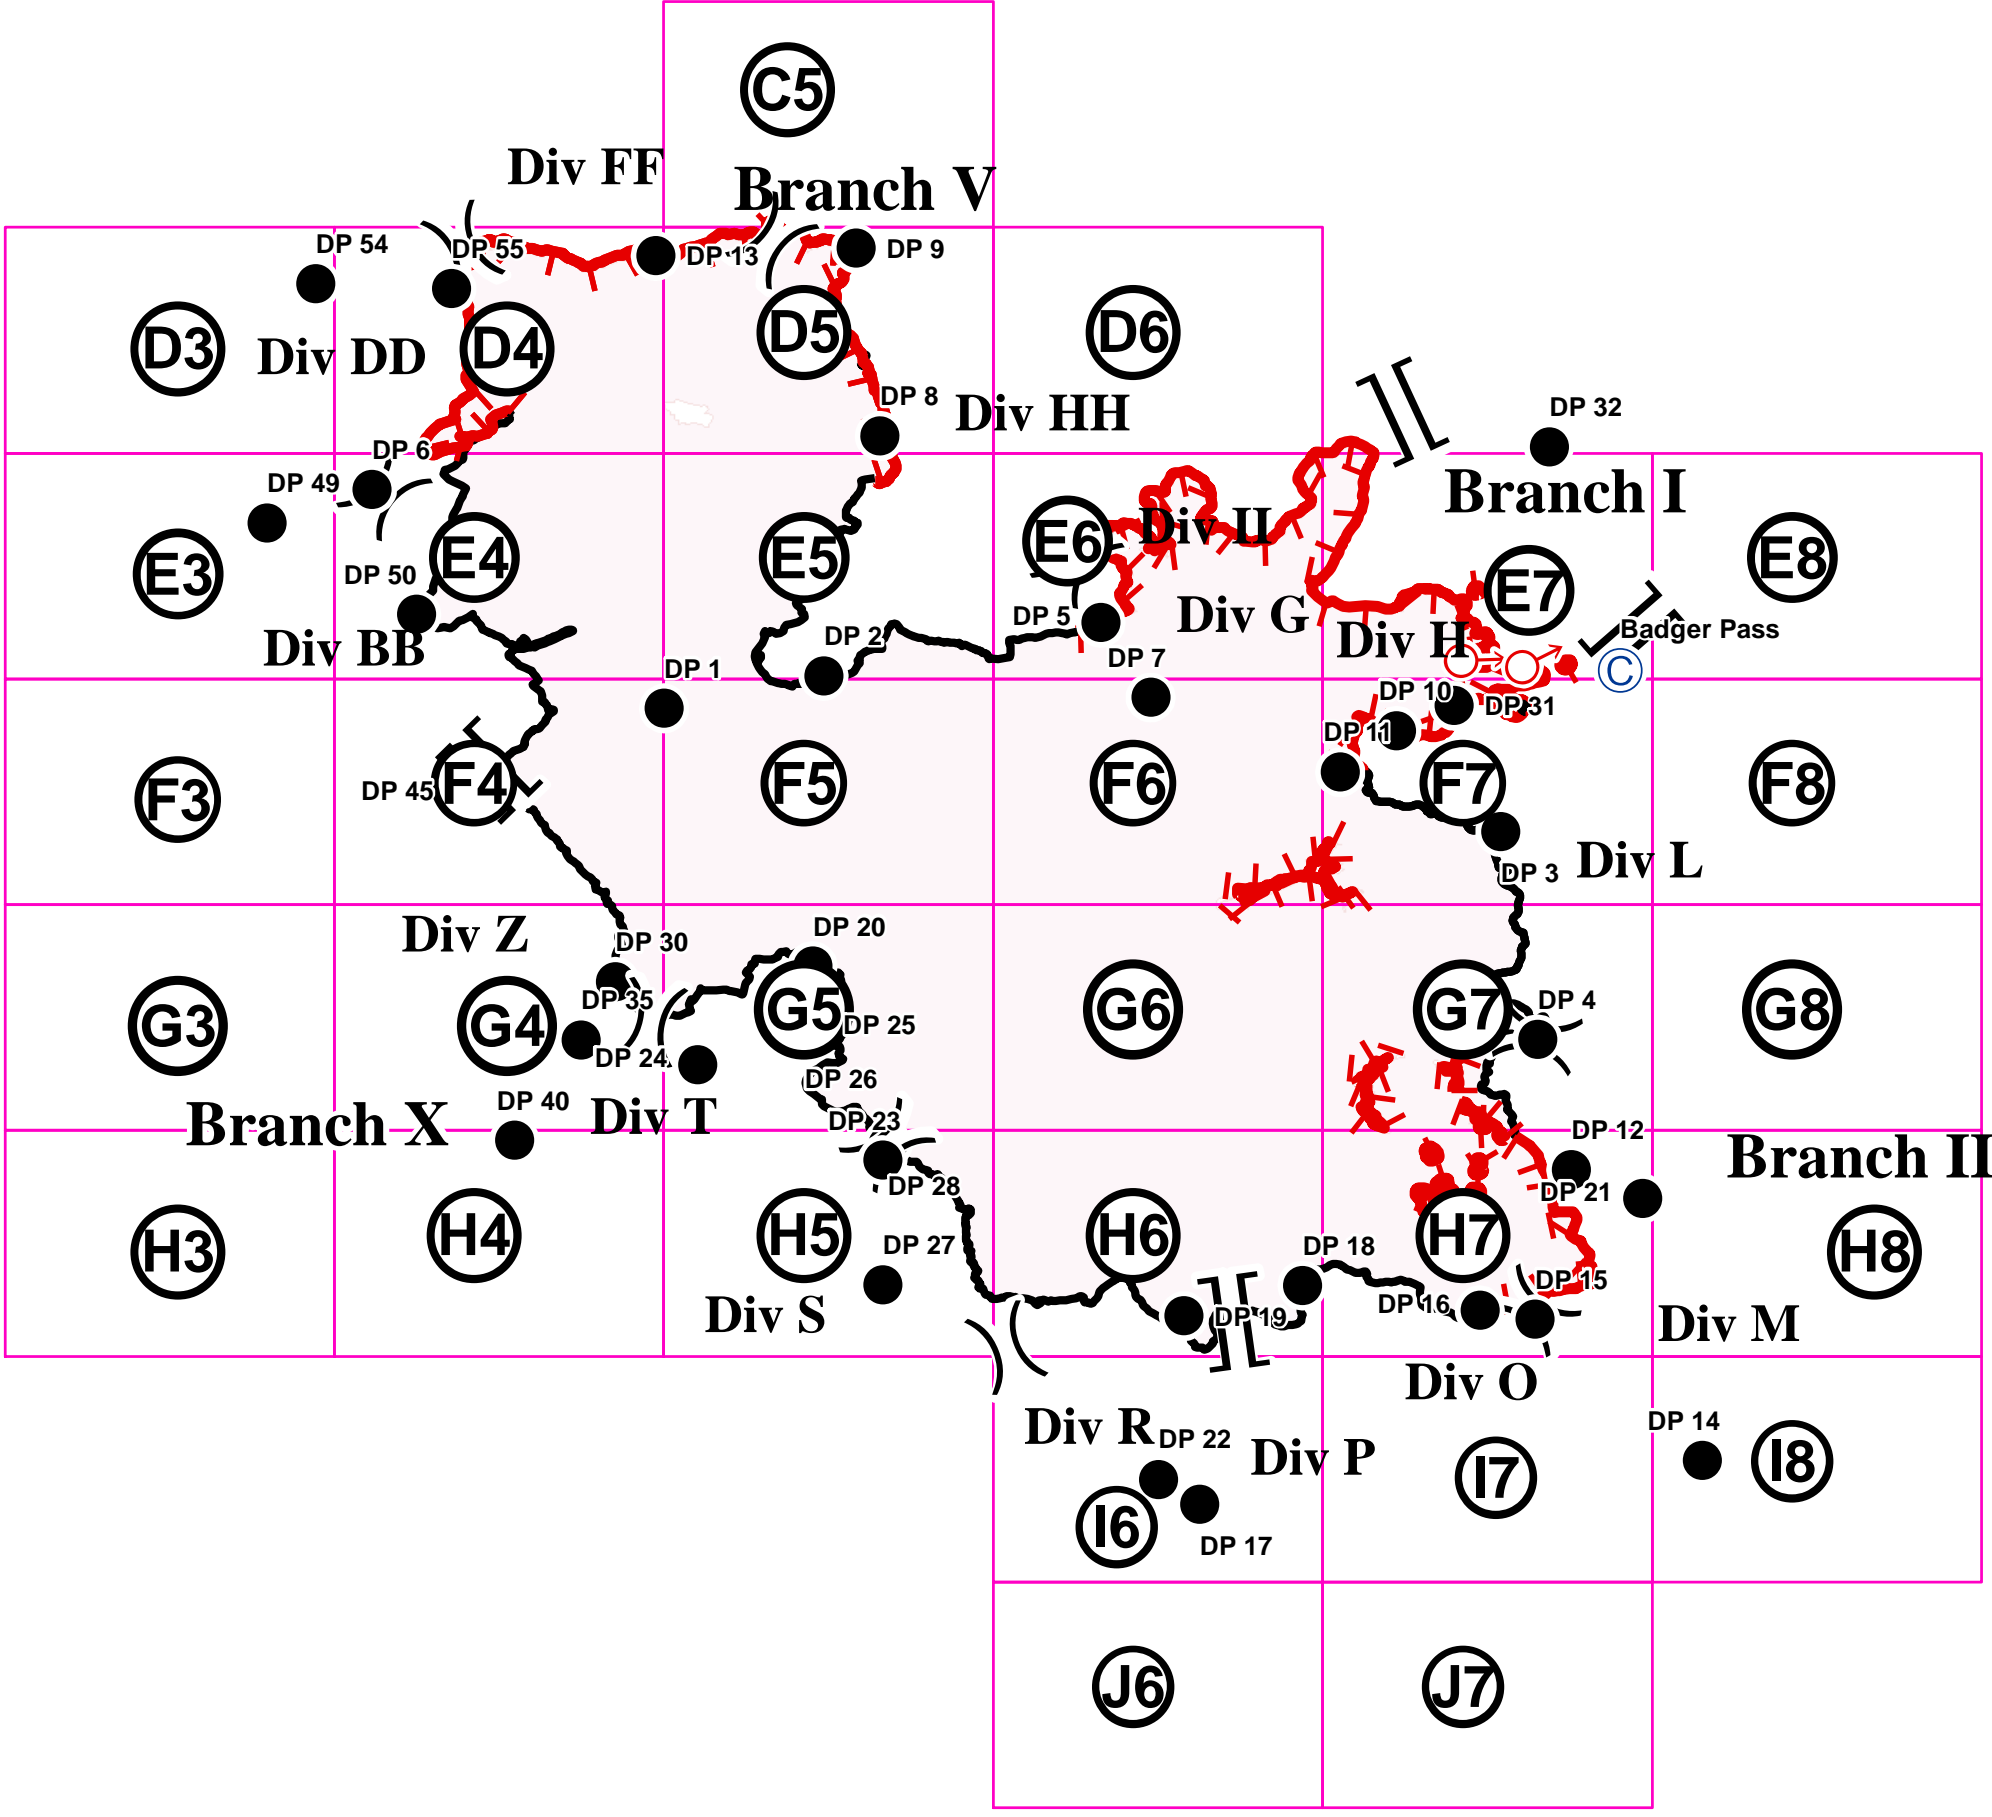 C5
Div FF
Branch V
DP 54
DP 55
DP 13
DP 9
D3
Div DD
D4
D5
D6
DP 8
Div HH
DP 32
DP 6
DP 49
Branch I
E3
E4
E5
E6
Div II
E7
E8
DP 50
Div BB
DP 2
DP 5
Div G
Div H
Badger Pass
©
DP 1
DP 7
DP 10
DP 31
DP 11
F3
DP 45
F4
F5
F6
F7
F8
Div L
DP 3
Div Z
DP 30
DP 20
G3
G4
DP 35
G5
DP 25
G6
G7
DP 4
G8
DP 24
DP 26
DP 40
Branch X
Div T
DP 23
DP 12
Branch II
DP 28
DP 21
H3
H4
H5
H6
H7
H8
DP 27
DP 18
DP 15
Div S
DP 19
DP 16
Div M
Div O
Div R
DP 22
Div P
DP 14
I6
I7
I8
DP 17
J6
J7